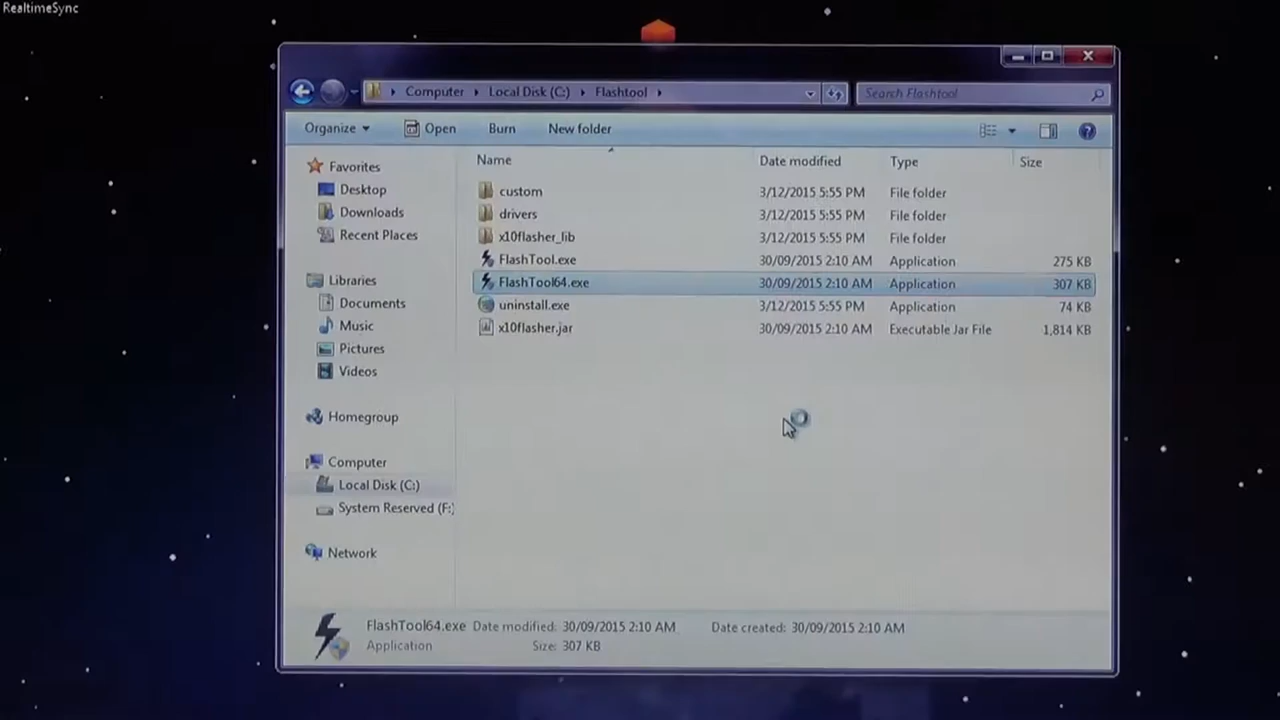 RealtimeSync
Computer Local Disk (C:) Flashtool
Search Flashtool
Organize Open Burn New folder
Name Date modified Type Size
Favorites
Desktop
Downloads
Recent Places
Libraries
Documents
Music
Pictures
Videos
Homegroup
Computer
Local Disk (C:)
System Reserved (F:)
Network
custom 3/12/2015 5:55 PM File folder
drivers 3/12/2015 5:55 PM File folder
x10flasher_lib 3/12/2015 5:55 PM File folder
FlashTool.exe 30/09/2015 2:10 AM Application 275 KB
FlashTool64.exe 30/09/2015 2:10 AM Application 307 KB
uninstall.exe 3/12/2015 5:55 PM Application 74 KB
x10flasher.jar 30/09/2015 2:10 AM Executable Jar File 1,814 KB
FlashTool64.exe Date modified: 30/09/2015 2:10 AM Date created: 30/09/2015 2:10 AM
Application Size: 307 KB